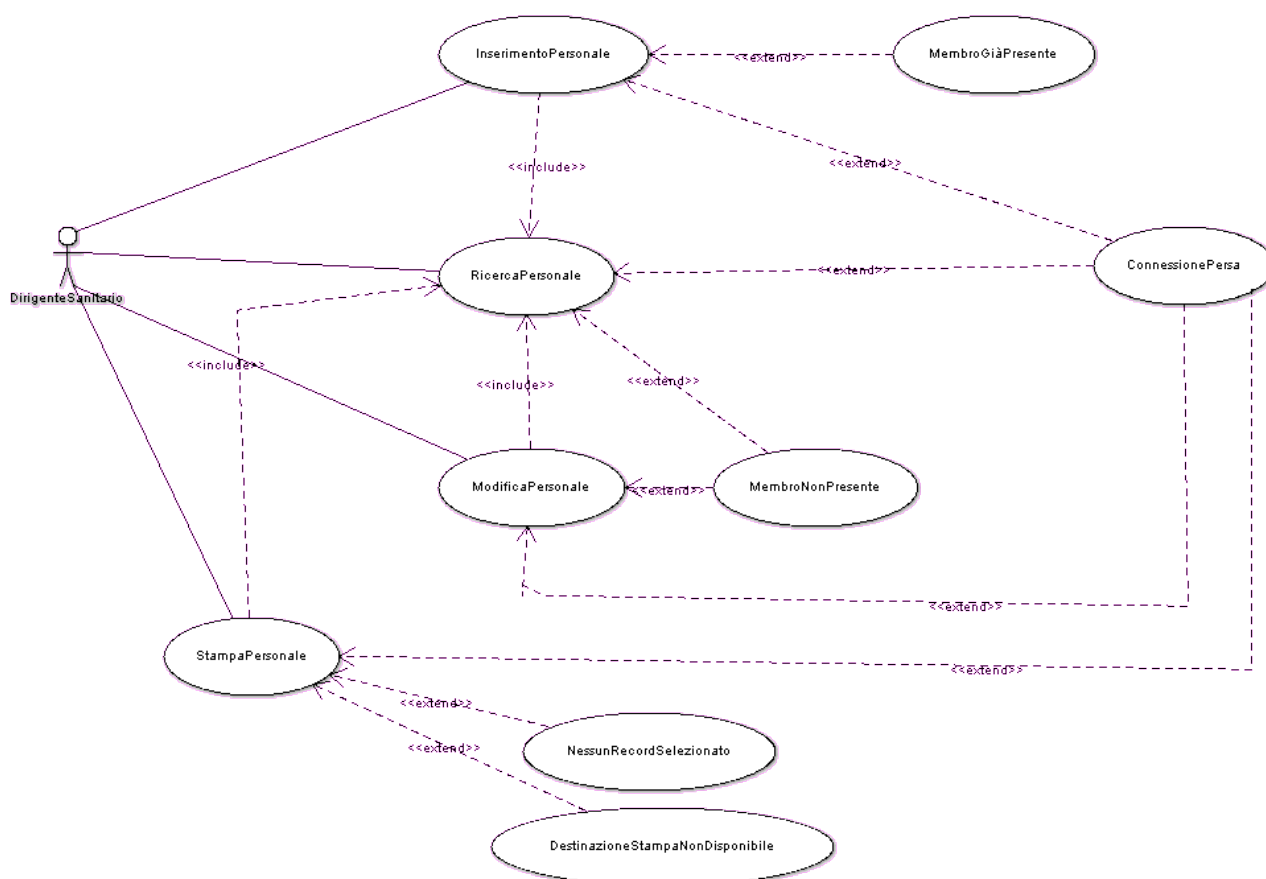 InserimentoPersonale
<<extend>>
MembroGiàPresente
<<include>>
<<extend>>
DirigenteSanitario
RicercaPersonale
<<extend>>
ConnessionePersa
<<include>>
<<include>>
<<extend>>
ModificaPersonale
<<extend>>
MembroNonPresente
<<extend>>
StampaPersonale
<<extend>>
<<extend>>
<<extend>>
NessunRecordSelezionato
DestinazioneStampaNonDisponibile